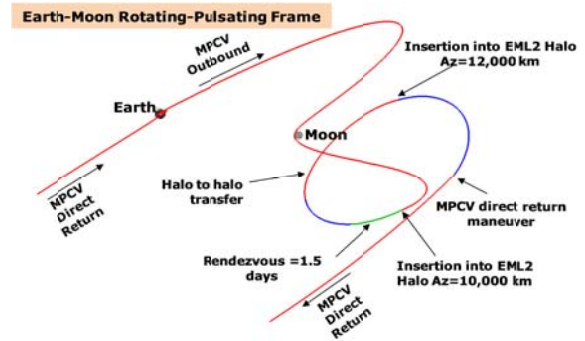 Earth-Moon Rotating-Pulsating Frame
MPCV
Outbound
Insertion into EML2 Halo
Az=12,000 km
Earth
Moon
Halo to halo
transfer
NPCV
Direct
Return
MPCV direct return
maneuver
Rendezvous =1.5
days
Insertion into EML2
Halo Az=10,000 km
MPCV
Direct
Return